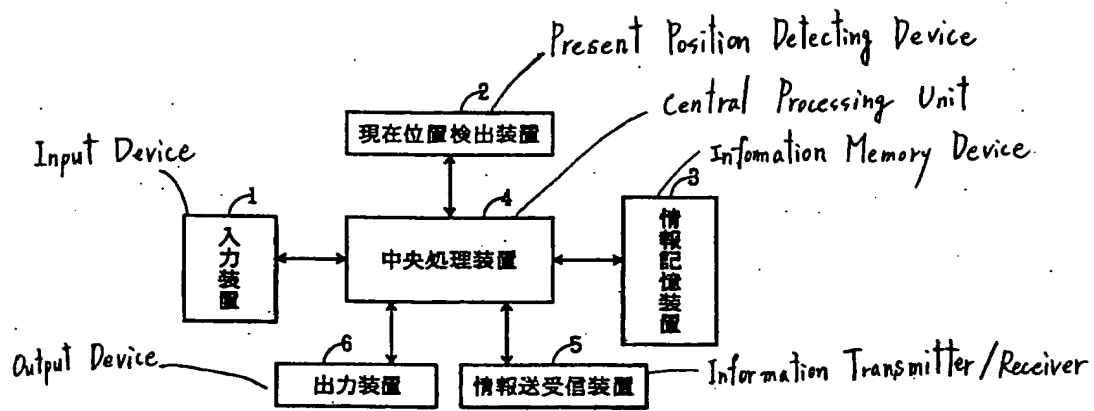 Present Position Detecting Device
2
Central Processing Unit
現在位置検出装置
Input Device
Infomation Memory Device
3
1
4
入力装置
中央処理装置
情報記憶装置
6
5
Output Device
出力装置
情報送受信装置
Information Transmitter/Receiver